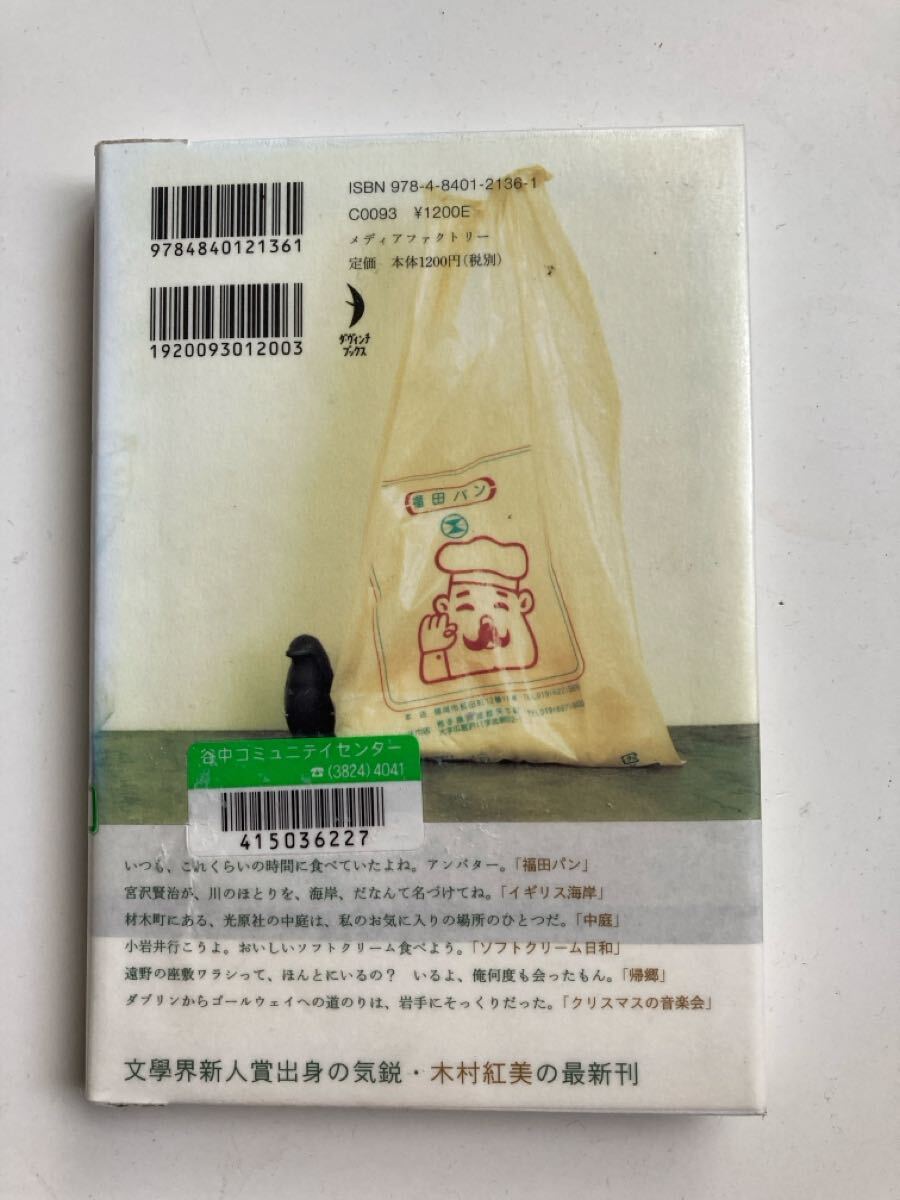 ISBN 978-4-8401-2136-1
C0093 ¥1200E
メディアファクトリー
定価 本体1200円(税別)
9784840121361
1920093012003
ダ・ヴィンチ
ブックス
福田パン
谷中コミュニテイセンター
☎(3824)4041
415036227
いつも、これくらいの時間に食べていたよね。アンバター。「福田パン」
宮沢賢治が、川のほとりを、海岸、だなんて名づけてね。「イギリス海岸」
材木町にある、光原社の中庭は、私のお気に入りの場所のひとつだ。「中庭」
小岩井行こうよ。おいしいソフトクリーム食べよう。「ソフトクリーム日和」
遠野の座敷ワラシって、ほんとにいるの? いるよ、俺何度も会ったもん。「帰郷」
ダブリンからゴールウェイへの道のりは、岩手にそっくりだった。「クリスマスの音楽会」
文學界新人賞出身の気鋭・木村紅美の最新刊